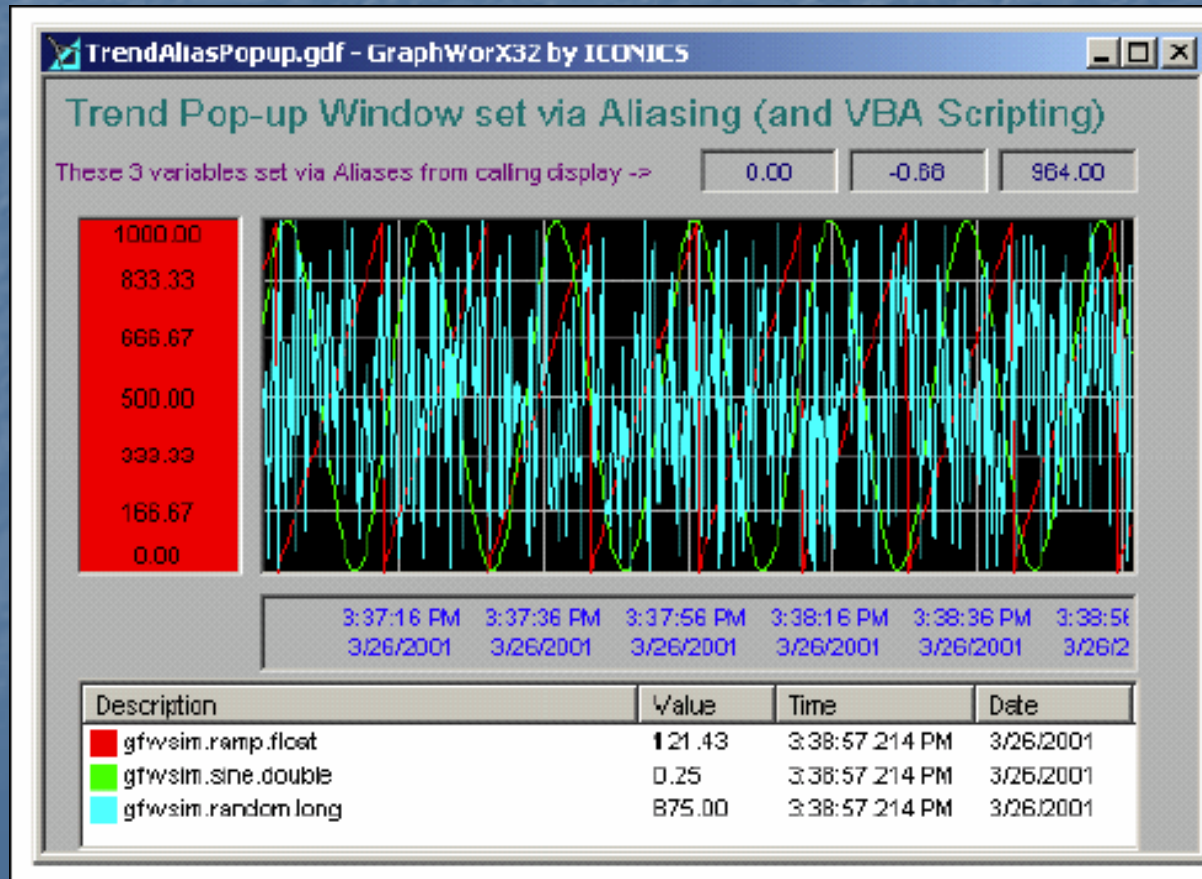 TrendAliasPopup.gdf - GraphWorX32 by ICONICS
Trend Pop-up Window set via Aliasing (and VBA Scripting)
These 3 variables set via Aliases from calling display -> 0.00 -0.66 964.00
1000.00
833.33
666.67
500.00
333.33
166.67
0.00
3:37:16 PM 3:37:36 PM 3:37:56 PM 3:38:16 PM 3:38:36 PM 3:38:56
3/26/2001 3/26/2001 3/26/2001 3/26/2001 3/26/2001 3/26/2
Description Value Time Date
gfwsim.ramp.float 121.43 3:38:57.214 PM 3/26/2001
gfwsim.sine.double 0.25 3:38:57.214 PM 3/26/2001
gfwsim.random.long 875.00 3:38:57.214 PM 3/26/2001